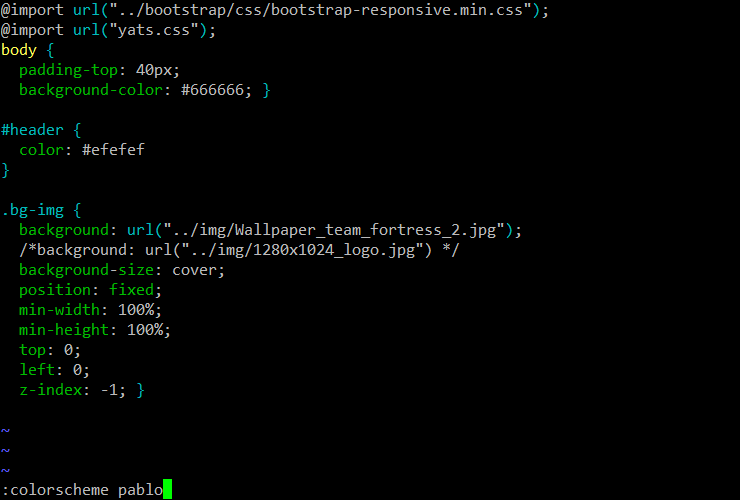 @import url("../bootstrap/css/bootstrap-responsive.min.css");
@import url("yats.css");
body {
  padding-top: 40px;
  background-color: #666666; }

#header {
  color: #efefef
}

.bg-img {
  background: url("../img/Wallpaper_team_fortress_2.jpg");
  /*background: url("../img/1280x1024_logo.jpg") */
  background-size: cover;
  position: fixed;
  min-width: 100%;
  min-height: 100%;
  top: 0;
  left: 0;
  z-index: -1; }

~
~
~
:colorscheme pablo